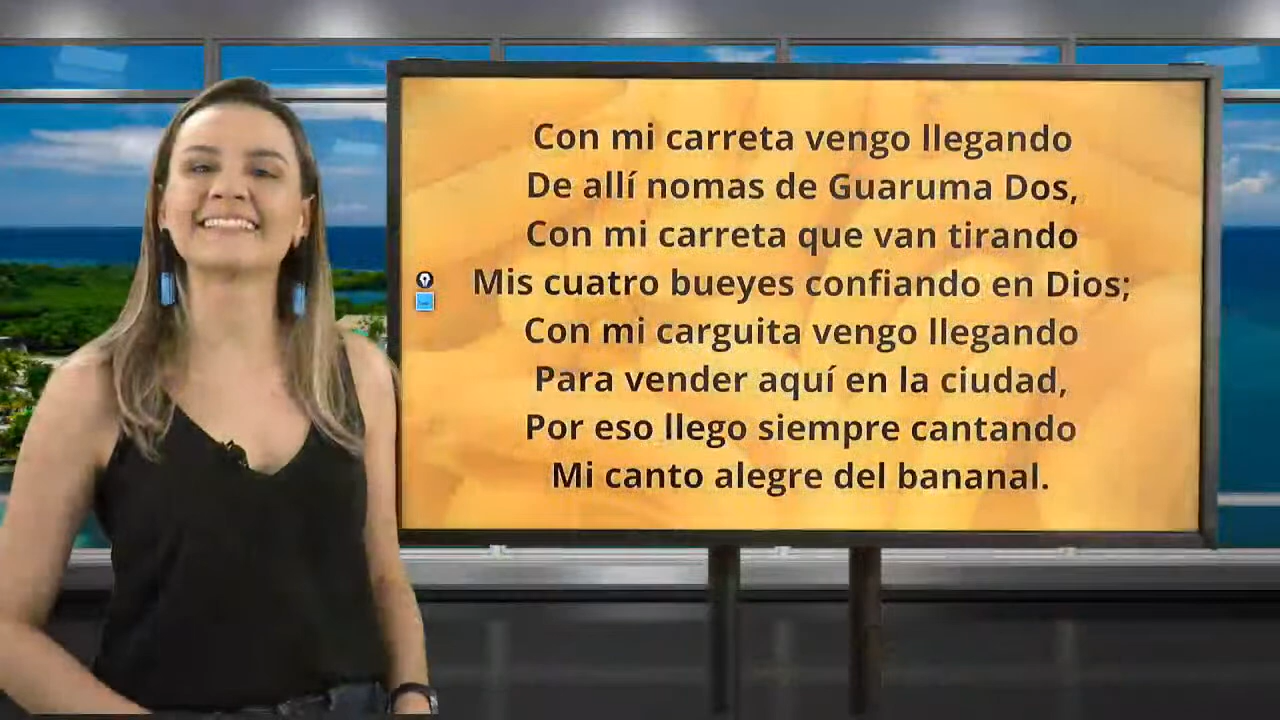 Con mi carreta vengo llegando
De allí nomas de Guaruma Dos,
Con mi carreta que van tirando
Mis cuatro bueyes confiando en Dios;
Con mi carguita vengo llegando
Para vender aquí en la ciudad,
Por eso llego siempre cantando
Mi canto alegre del bananal.